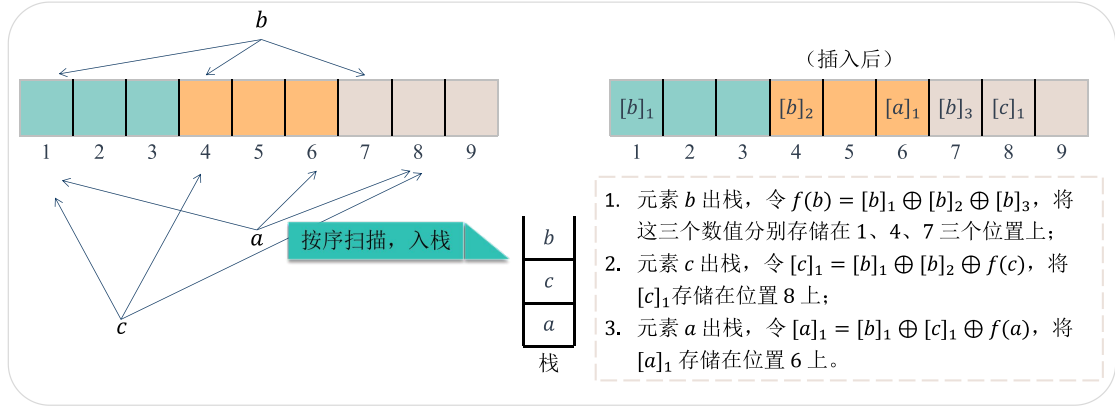 b
1 2 3 4 5 6 7 8 9
a
按序扫描，入栈
c
b
c
a
栈
（插入后）
[b]₁ [b]₂ [a]₁ [b]₃ [c]₁
1 2 3 4 5 6 7 8 9
1. 元素 b 出栈，令 f(b) = [b]₁ ⊕ [b]₂ ⊕ [b]₃，将
这三个数值分别存储在 1、4、7 三个位置上；
2. 元素 c 出栈，令 [c]₁ = [b]₁ ⊕ [b]₂ ⊕ f(c)，将
[c]₁存储在位置 8 上；
3. 元素 a 出栈，令 [a]₁ = [b]₁ ⊕ [c]₁ ⊕ f(a)，将
[a]₁ 存储在位置 6 上。